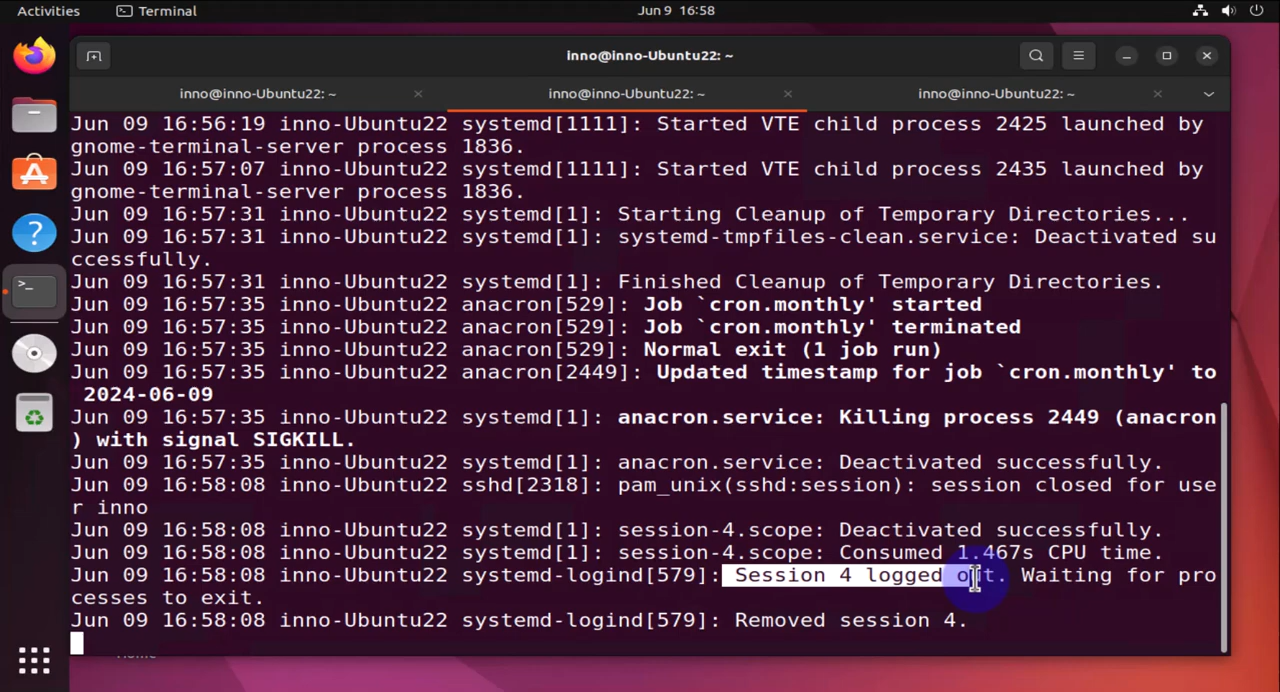 Activities
Terminal
Jun 9 16:58
inno@inno-Ubuntu22: ~
inno@inno-Ubuntu22: ~
inno@inno-Ubuntu22: ~
inno@inno-Ubuntu22: ~
Jun 09 16:56:19 inno-Ubuntu22 systemd[1111]: Started VTE child process 2425 launched by
gnome-terminal-server process 1836.
Jun 09 16:57:07 inno-Ubuntu22 systemd[1111]: Started VTE child process 2435 launched by
gnome-terminal-server process 1836.
Jun 09 16:57:31 inno-Ubuntu22 systemd[1]: Starting Cleanup of Temporary Directories...
Jun 09 16:57:31 inno-Ubuntu22 systemd[1]: systemd-tmpfiles-clean.service: Deactivated su
ccessfully.
Jun 09 16:57:31 inno-Ubuntu22 systemd[1]: Finished Cleanup of Temporary Directories.
Jun 09 16:57:35 inno-Ubuntu22 anacron[529]: Job `cron.monthly' started
Jun 09 16:57:35 inno-Ubuntu22 anacron[529]: Job `cron.monthly' terminated
Jun 09 16:57:35 inno-Ubuntu22 anacron[529]: Normal exit (1 job run)
Jun 09 16:57:35 inno-Ubuntu22 anacron[2449]: Updated timestamp for job `cron.monthly' to
2024-06-09
Jun 09 16:57:35 inno-Ubuntu22 systemd[1]: anacron.service: Killing process 2449 (anacron
) with signal SIGKILL.
Jun 09 16:57:35 inno-Ubuntu22 systemd[1]: anacron.service: Deactivated successfully.
Jun 09 16:58:08 inno-Ubuntu22 sshd[2318]: pam_unix(sshd:session): session closed for use
r inno
Jun 09 16:58:08 inno-Ubuntu22 systemd[1]: session-4.scope: Deactivated successfully.
Jun 09 16:58:08 inno-Ubuntu22 systemd[1]: session-4.scope: Consumed 1.467s CPU time.
Jun 09 16:58:08 inno-Ubuntu22 systemd-logind[579]: Session 4 logged out. Waiting for pro
cesses to exit.
Jun 09 16:58:08 inno-Ubuntu22 systemd-logind[579]: Removed session 4.
Home